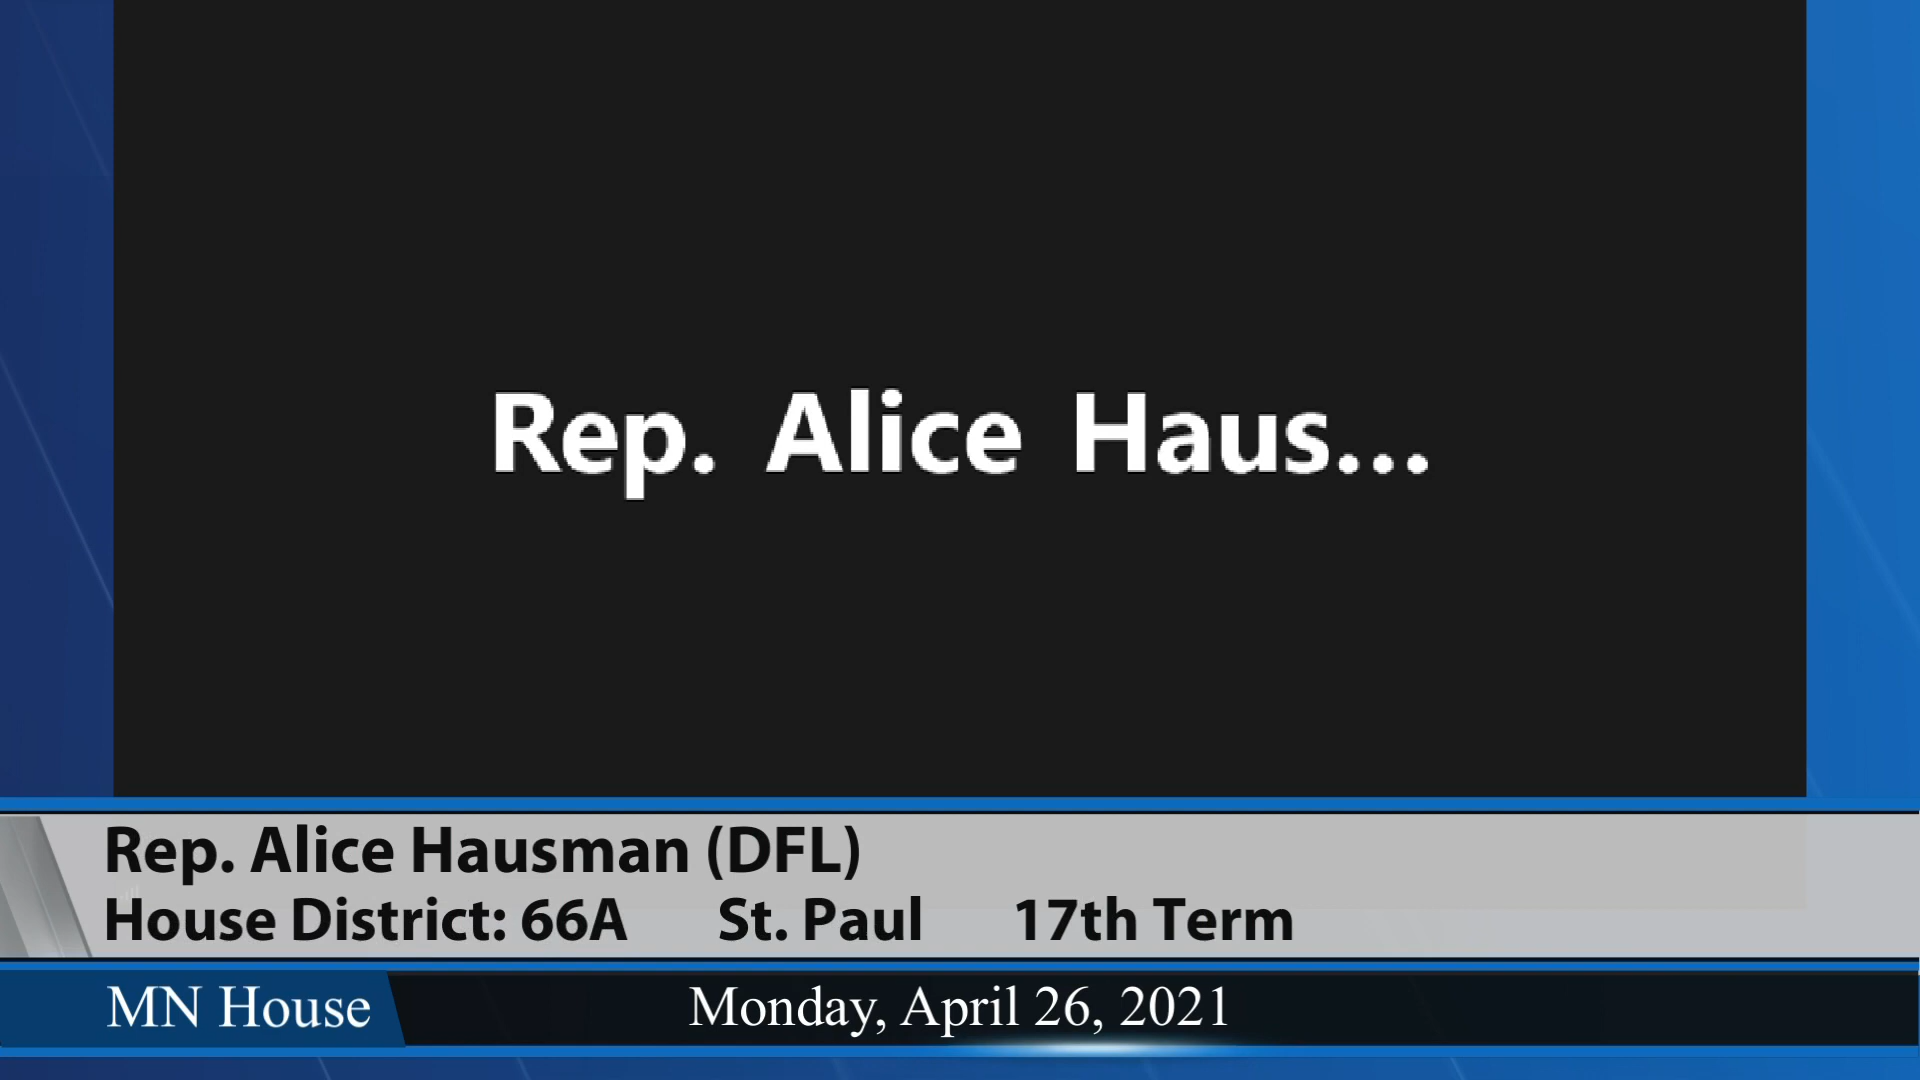 Rep. Alice Haus...
Rep. Alice Hausman (DFL)
House District: 66A St. Paul 17th Term
MN House Monday, April 26, 2021